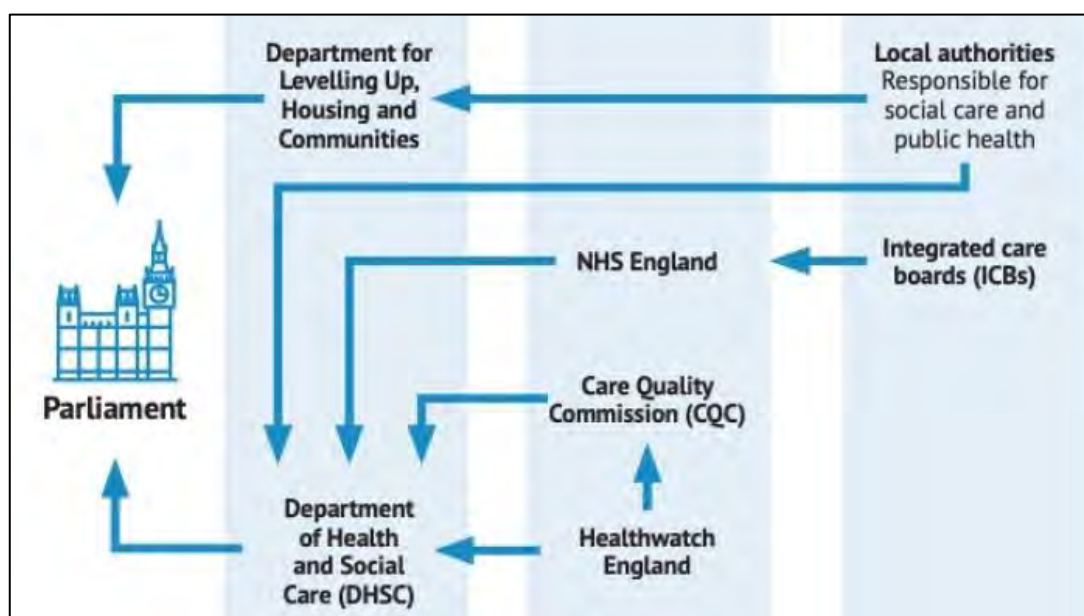 Department for
Levelling Up,
Housing and
Communities
Local authorities
Responsible for
social care and
public health
NHS England
Integrated care
boards (ICBs)
Parliament
Care Quality
Commission (CQC)
Department
of Health
and Social
Care (DHSC)
Healthwatch
England